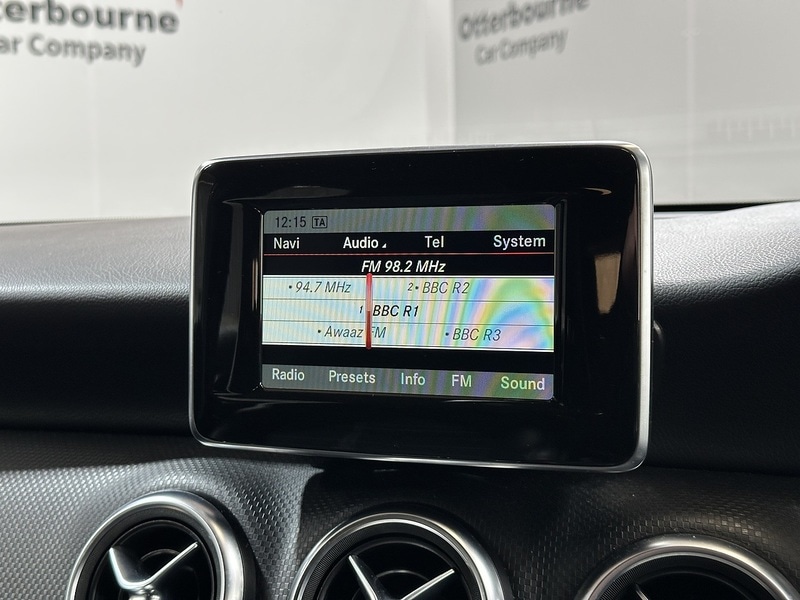 tterbourne
ar Company
Otterbourne
Car Company
12:15 TA
Navi Audio Tel System
FM 98.2 MHz
• 94.7 MHz 2• BBC R2
1 BBC R1
• Awaaz FM • BBC R3
Radio Presets Info FM Sound